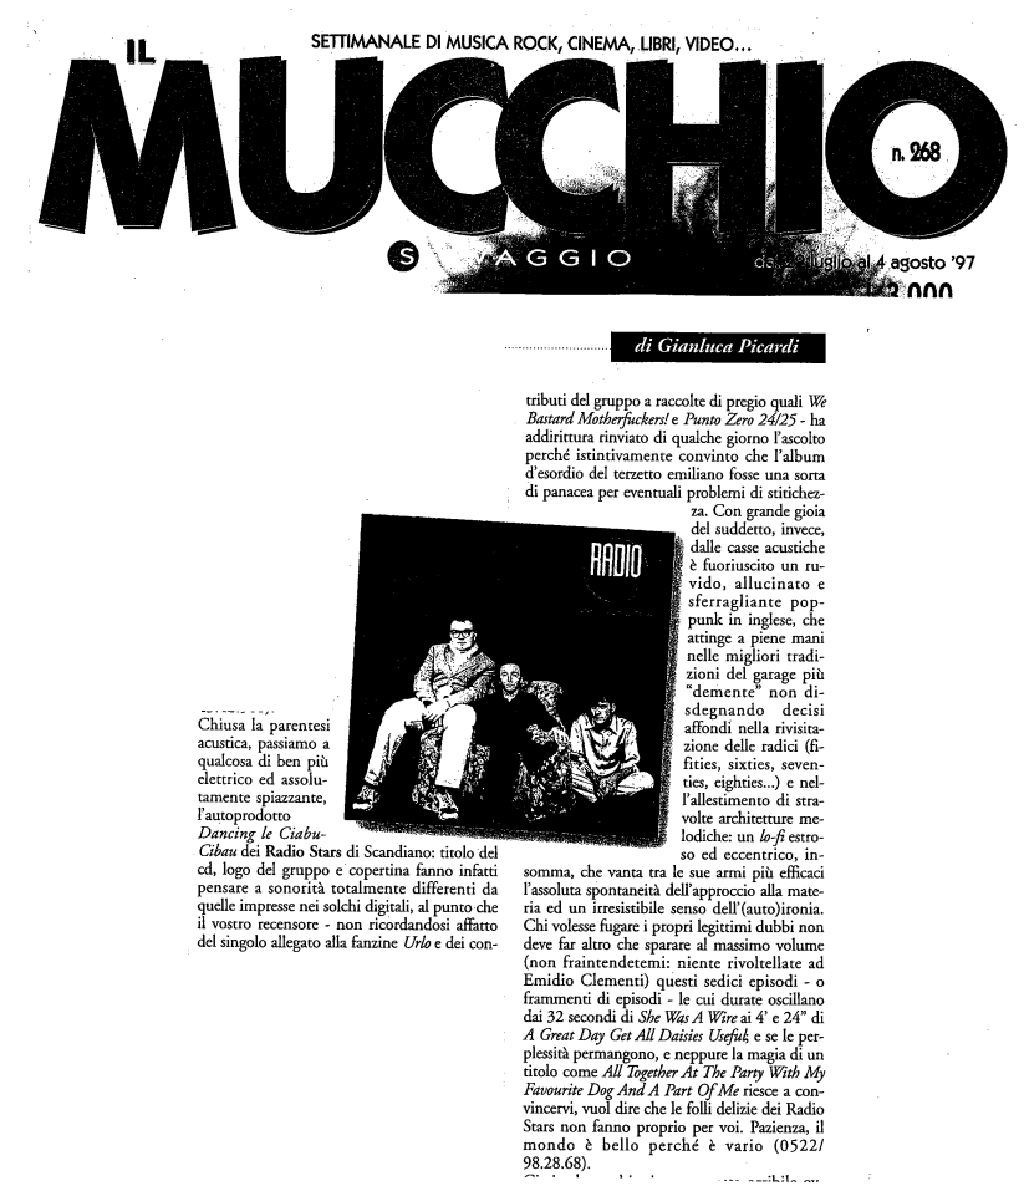 SETTIMANALE DI MUSICA ROCK, CINEMA, LIBRI, VIDEO...
IL
MUCCHIO
n. 268
S AGGIO
luglio al 4 agosto '97
di Gianluca Picardi
Chiusa la parentesi
acustica, passiamo a
qualcosa di ben più
elettrico ed assolu-
tamente spiazzante,
l'autoprodotto
Dancing le Ciabu-
Cibau dei Radio Stars di Scandiano: titolo del
cd, logo del gruppo e copertina fanno infatti
pensare a sonorità totalmente differenti da
quelle impresse nei solchi digitali, al punto che
il vostro recensore - non ricordandosi affatto
del singolo allegato alla fanzine Urlo e dei con-
tributi del gruppo a raccolte di pregio quali We
Bastard Motherfuckers! e Punto Zero 24/25 - ha
addirittura rinviato di qualche giorno l'ascolto
perché istintivamente convinto che l'album
d'esordio del terzetto emiliano fosse una sorta
di panacea per eventuali problemi di stitichez-
za. Con grande gioia
del suddetto, invece,
dalle casse acustiche
è fuoriuscito un ru-
vido, allucinato e
sferragliante pop-
punk in inglese, che
attinge a piene mani
nelle migliori tradi-
zioni del garage più
"demente" non di-
sdegnando decisi
affondi nella rivisita-
zione delle radici (fi-
fities, sixties, seven-
ties, eighties...) e nel-
l'allestimento di stra-
volte architetture me-
lodiche: un lo-fi estro-
so ed eccentrico, in-
somma, che vanta tra le sue armi più efficaci
l'assoluta spontaneità dell'approccio alla mate-
ria ed un irresistibile senso dell'(auto)ironia.
Chi volesse fugare i propri legittimi dubbi non
deve far altro che sparare al massimo volume
(non fraintendetemi: niente rivoltellate ad
Emidio Clementi) questi sedici episodi - o
frammenti di episodi - le cui durate oscillano
dai 32 secondi di She Was A Wire ai 4' e 24" di
A Great Day Get All Daisies Useful; e se le per-
plessità permangono, e neppure la magia di un
titolo come All Together At The Party With My
Favourite Dog And A Part Of Me riesce a con-
vincervi, vuol dire che le folli delizie dei Radio
Stars non fanno proprio per voi. Pazienza, il
mondo è bello perché è vario (0522/
98.28.68).
RADIO